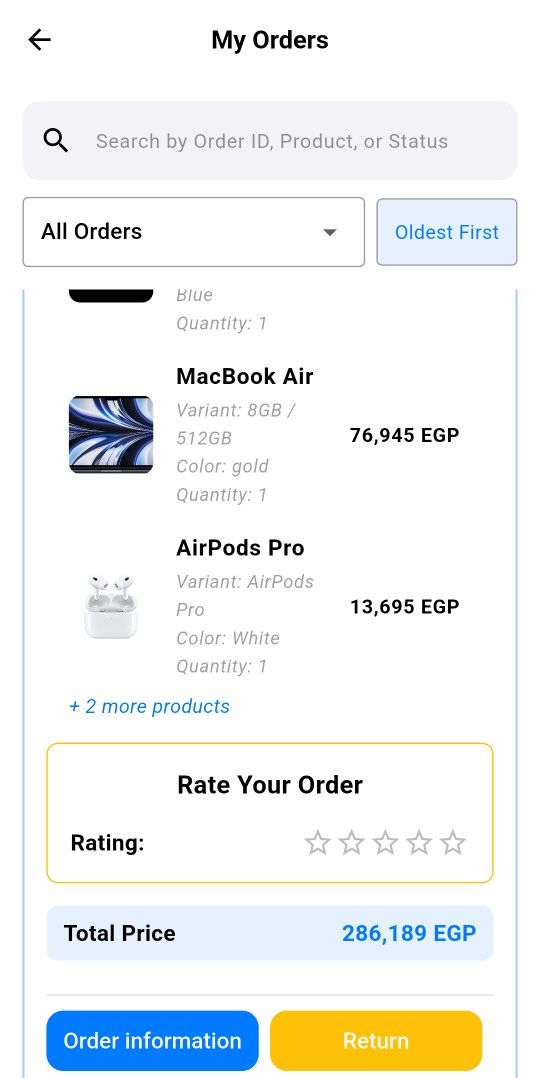 My Orders
Search by Order ID, Product, or Status
All Orders
Oldest First
Blue
Quantity: 1
MacBook Air
Variant: 8GB /
512GB
Color: gold
Quantity: 1
76,945 EGP
AirPods Pro
Variant: AirPods
Pro
Color: White
Quantity: 1
13,695 EGP
+ 2 more products
Rate Your Order
Rating:
Total Price 286,189 EGP
Order information
Return